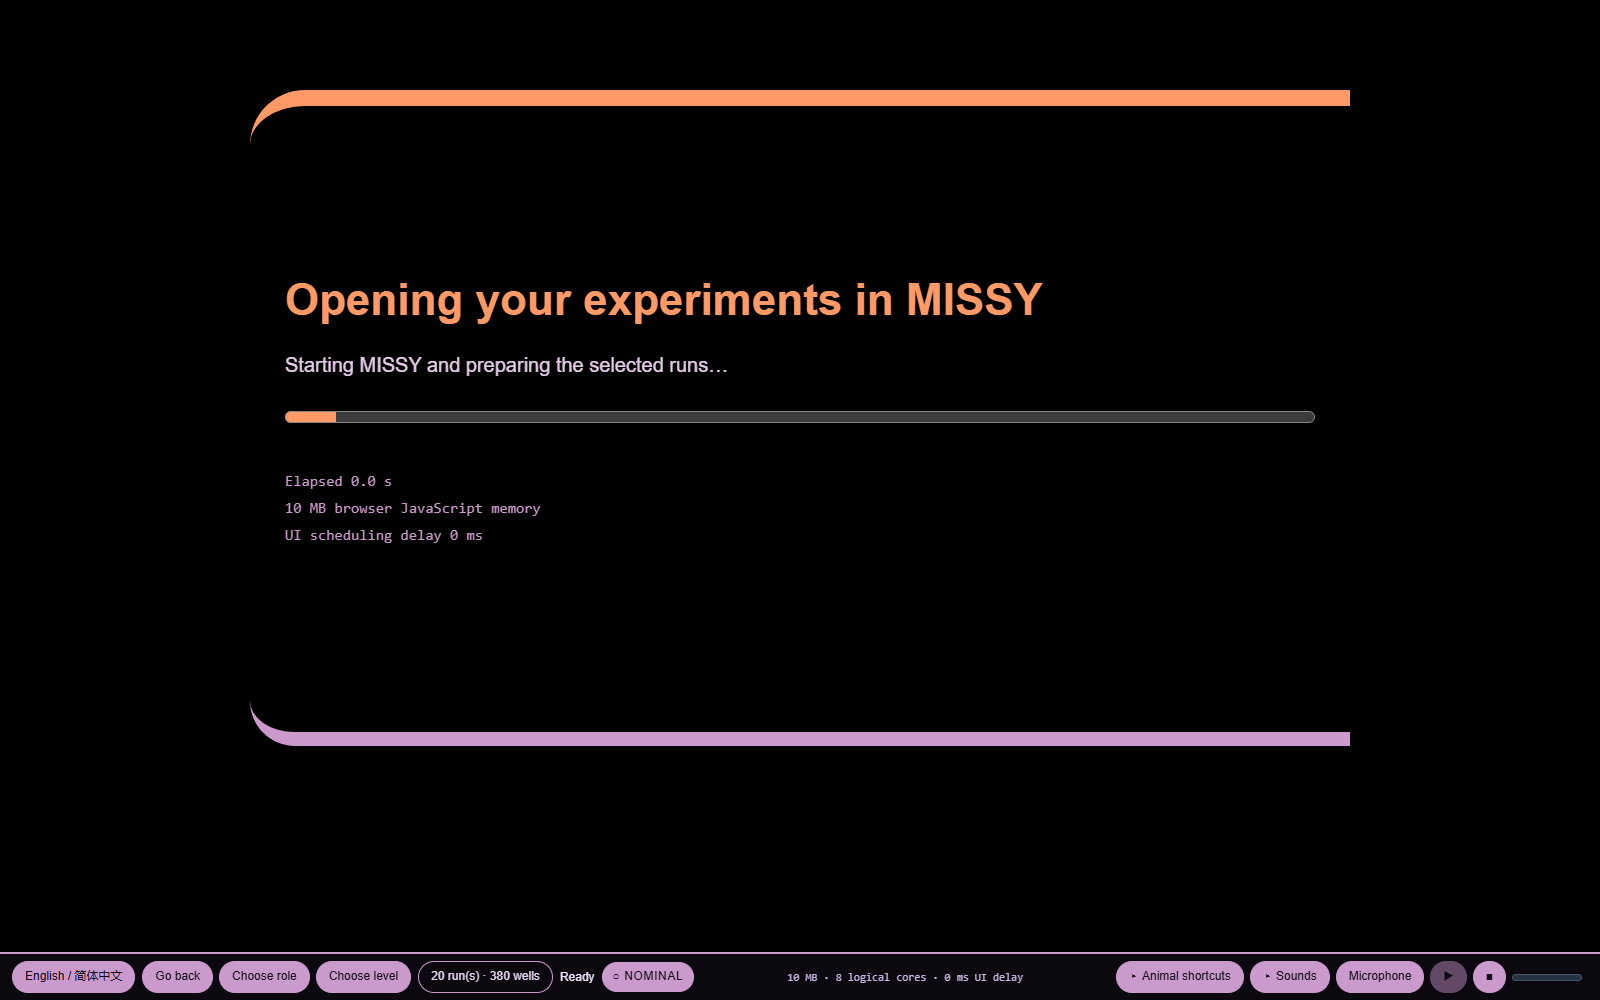 Opening your experiments in MISSY
Starting MISSY and preparing the selected runs…
Elapsed 0.0 s
10 MB browser JavaScript memory
UI scheduling delay 0 ms
English / 简体中文
Go back
Choose role
Choose level
20 run(s) · 380 wells
Ready
○ NOMINAL
10 MB · 8 logical cores · 0 ms UI delay
‣ Animal shortcuts
‣ Sounds
Microphone